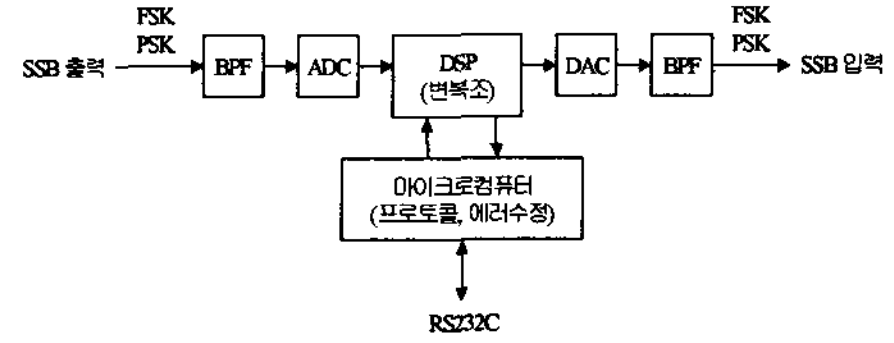 FSK
PSK
SSB 출력
BPF
ADC
DSP
(변복조)
DAC
BPF
FSK
PSK
SSB 입력
마이크로컴퓨터
(프로토콜, 에러수정)
RS232C